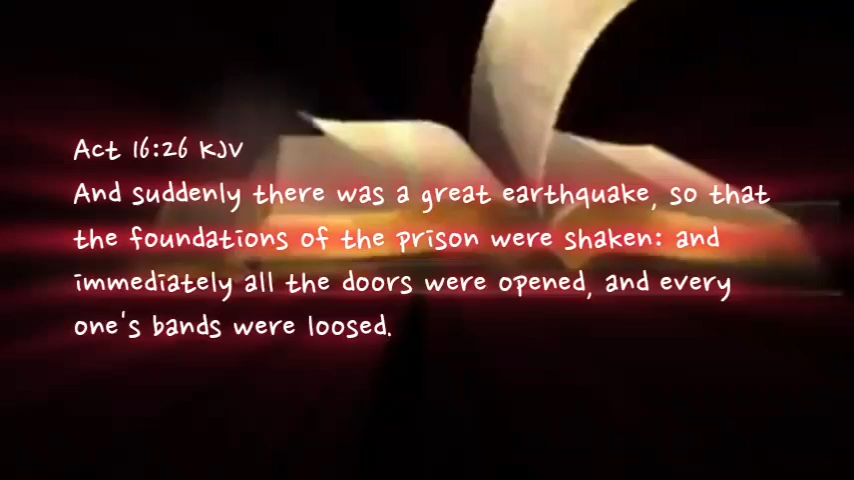 Act 16:26 KJV
And suddenly there was a great earthquake, so that
the foundations of the prison were shaken: and
immediately all the doors were opened, and every
one's bands were loosed.